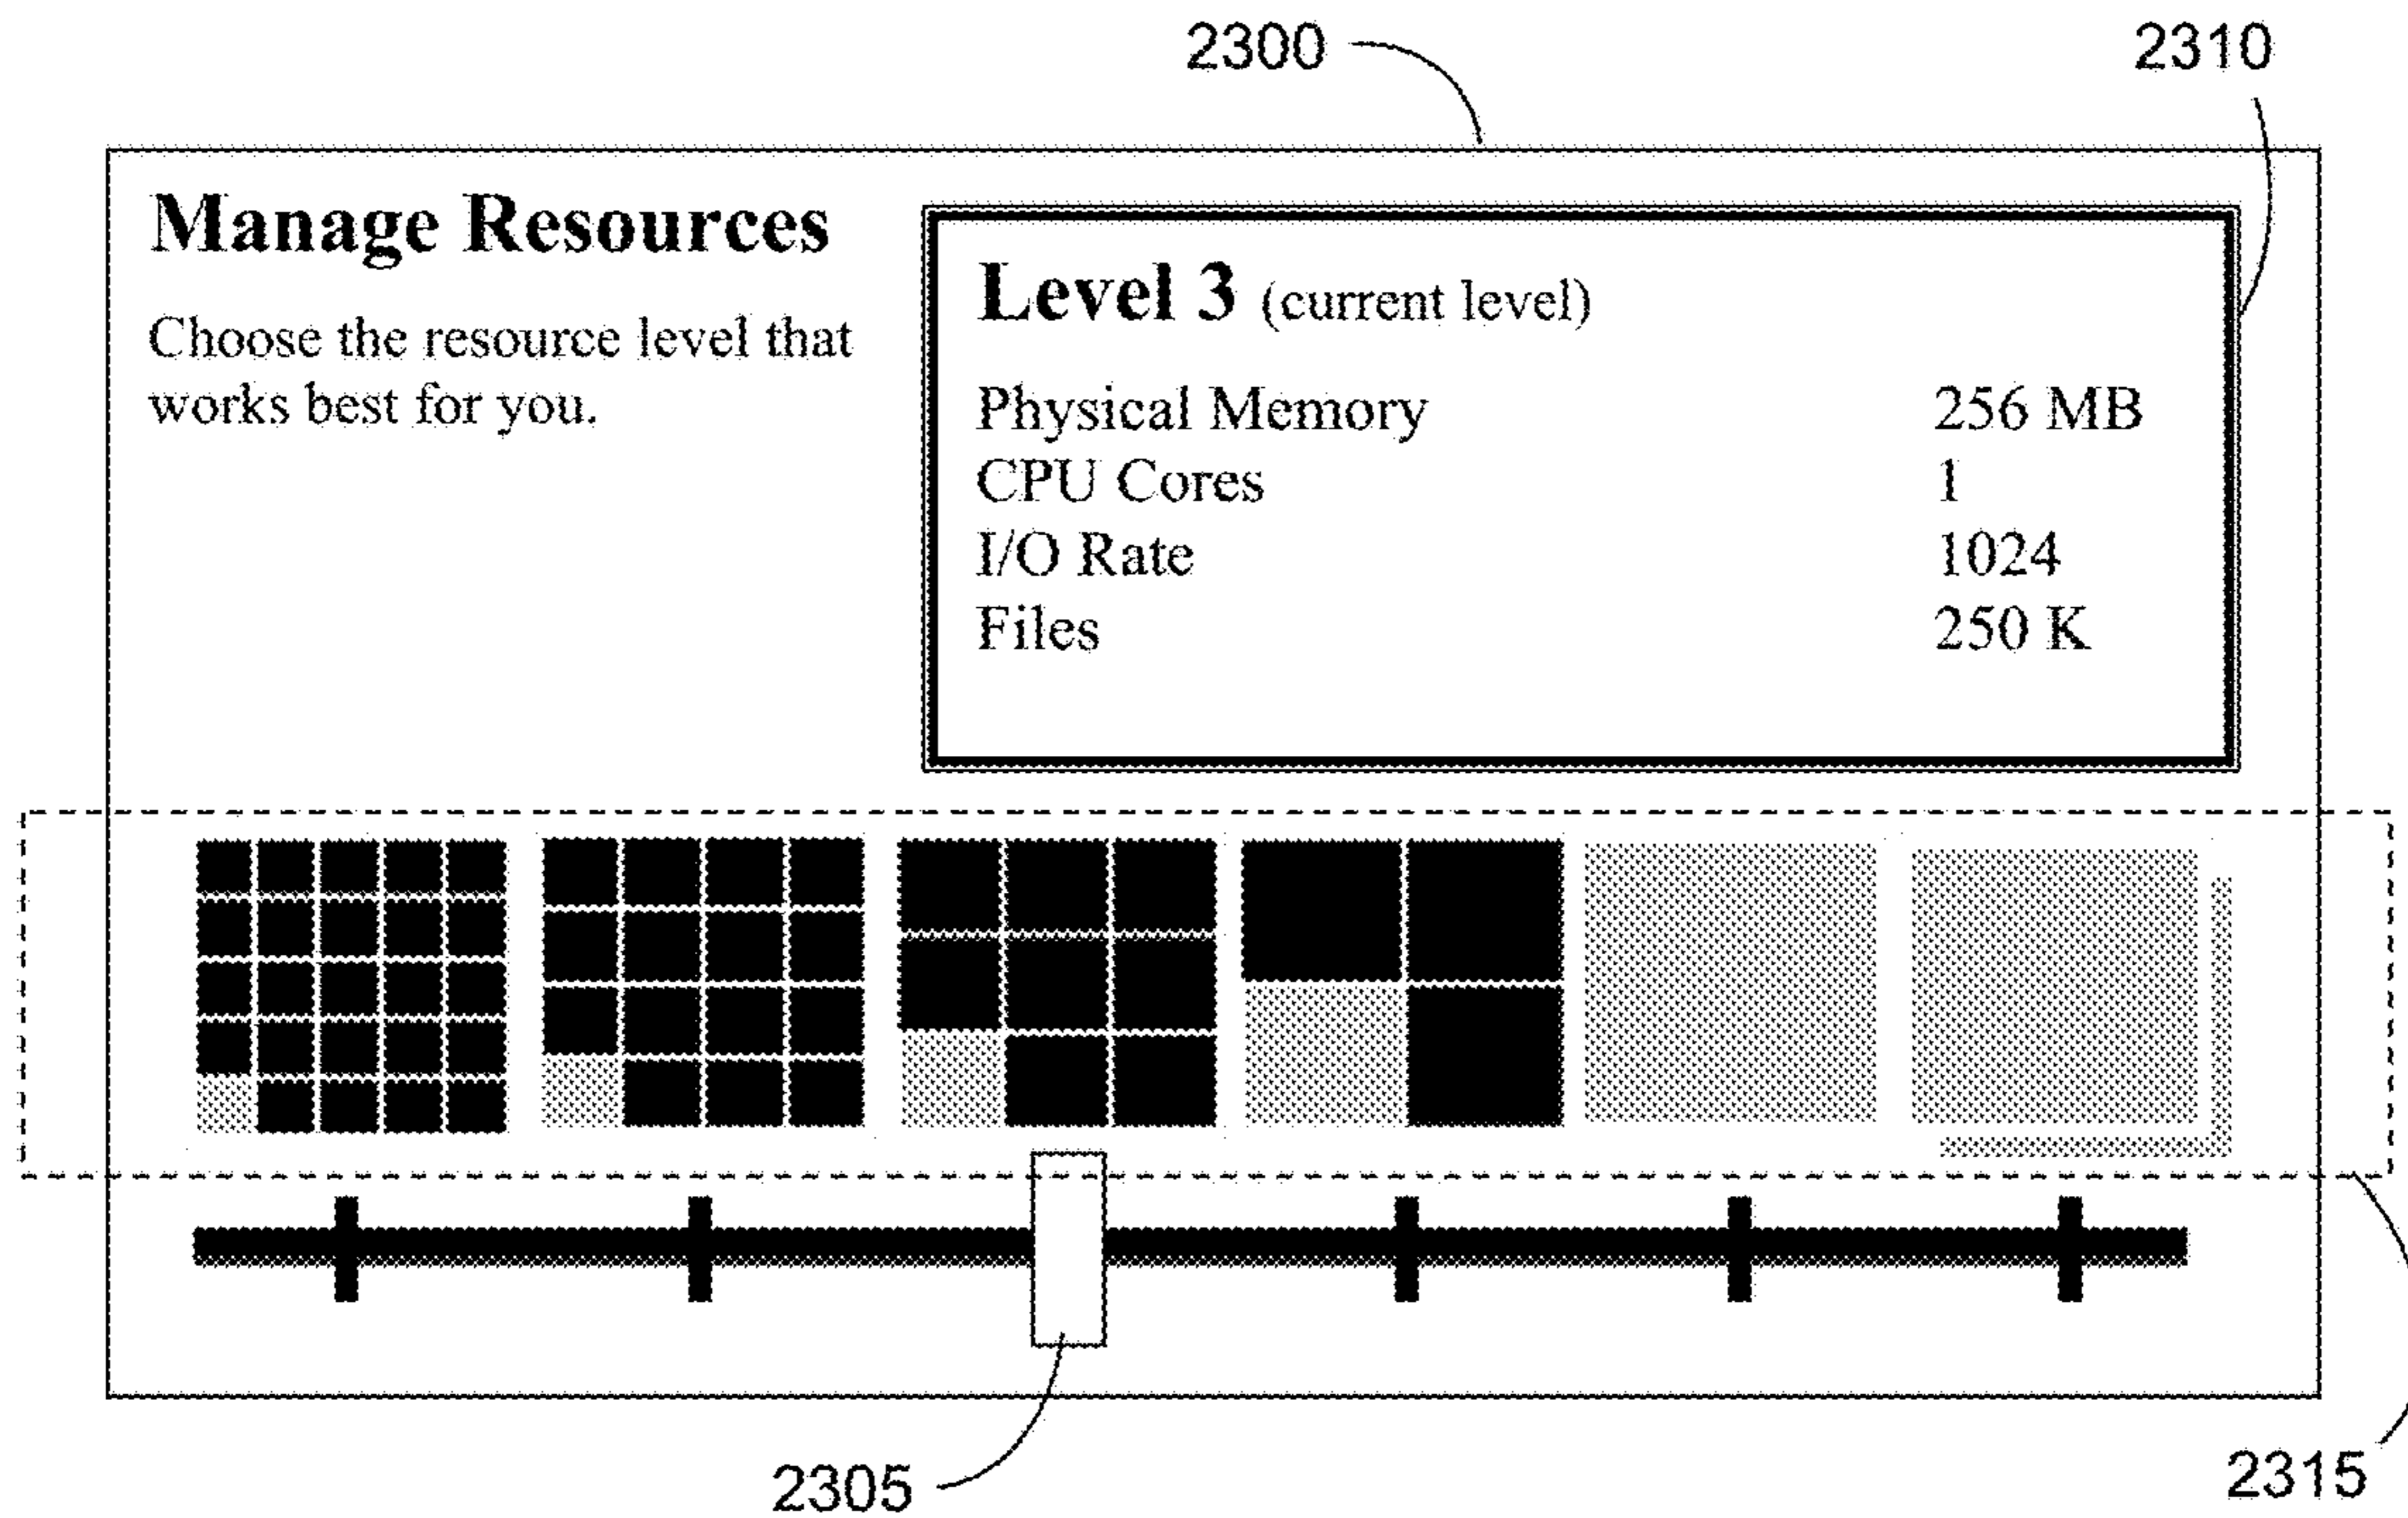 2300
2310
Manage Resources
Choose the resource level that
works best for you.
Level 3 (current level)
Physical Memory 256 MB
CPU Cores 1
I/O Rate 1024
Files 250 K
2305
2315